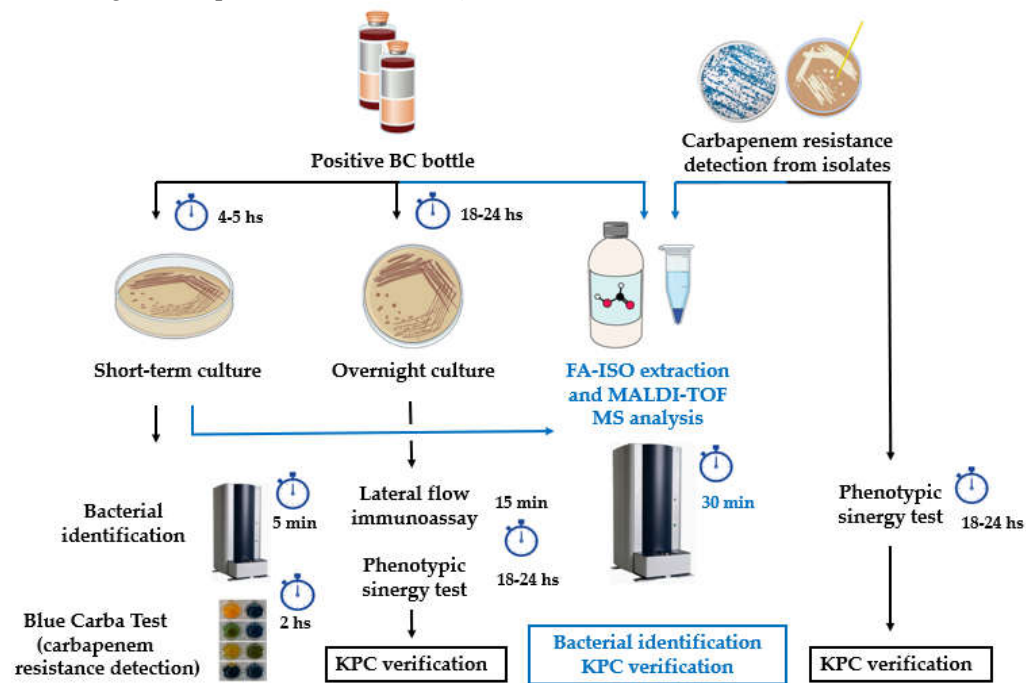 Positive BC bottle
Carbapenem resistance
detection from isolates
4-5 hs
18-24 hs
Short-term culture
Overnight culture
FA-ISO extraction
and MALDI-TOF
MS analysis
Bacterial
identification
5 min
Lateral flow
immunoassay
15 min
30 min
Phenotypic
sinergy test
18-24 hs
Phenotypic
sinergy test
18-24 hs
Blue Carba Test
(carbapenem
resistance detection)
2 hs
KPC verification
Bacterial identification
KPC verification
KPC verification